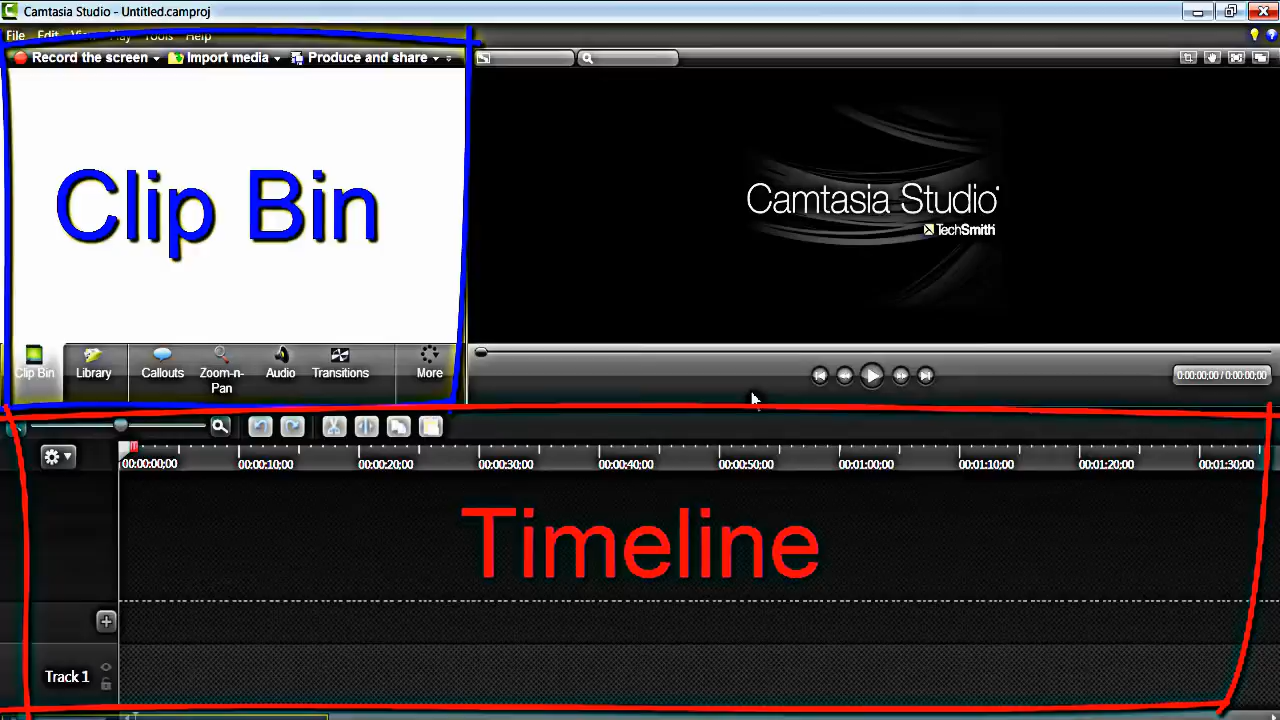 Camtasia Studio - Untitled.camproj
File Edit View Play Tools Help
Record the screen Import media Produce and share
Clip Bin
Camtasia Studio
TechSmith
Clip Bin Library Callouts Zoom-n-Pan Audio Transitions More
0:00:00;00 / 0:00:00;00
00:00:00;00 00:00:10;00 00:00:20;00 00:00:30;00 00:00:40;00 00:00:50;00 00:01:00;00 00:01:10;00 00:01:20;00 00:01:30;00
Timeline
Track 1